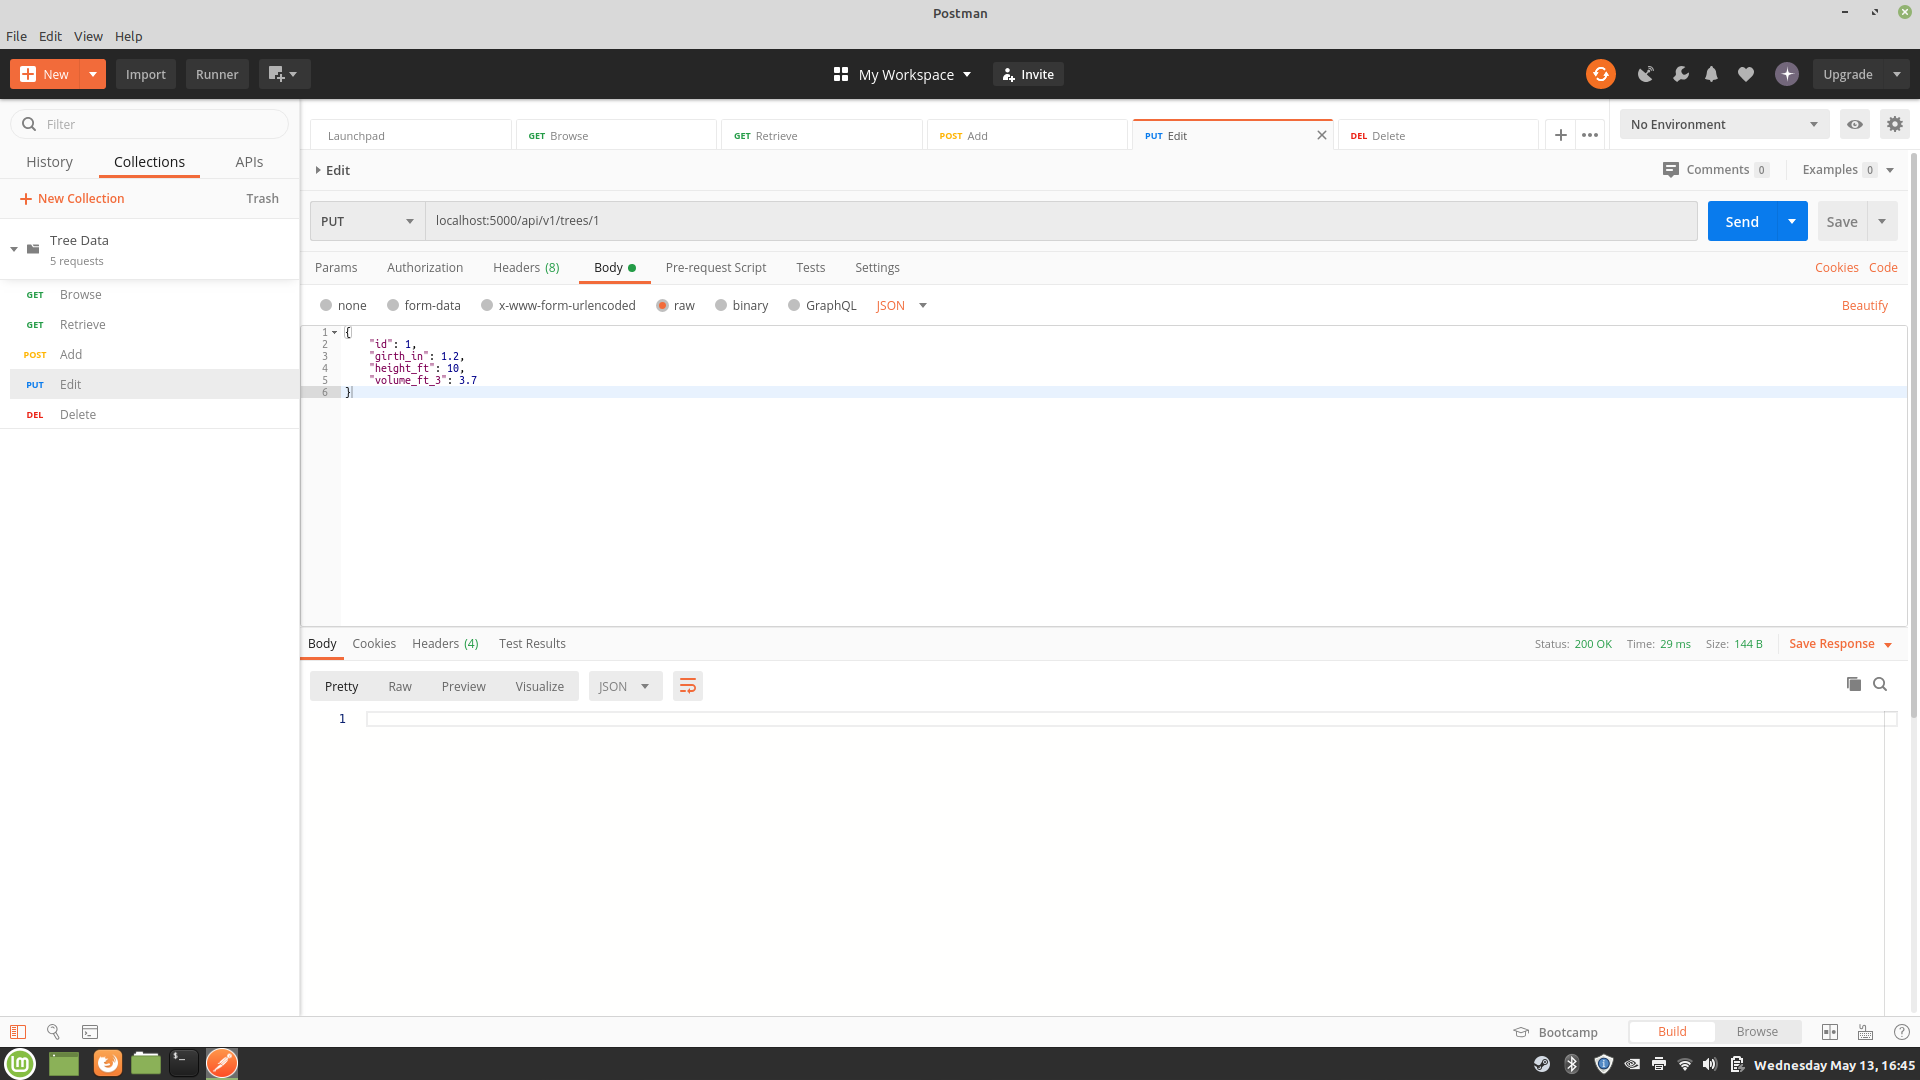 Postman
File Edit View Help
New Import Runner My Workspace Invite Upgrade
Filter
History Collections APIs
New Collection Trash
Tree Data
5 requests
GET Browse
GET Retrieve
POST Add
PUT Edit
DEL Delete
Launchpad GET Browse GET Retrieve POST Add PUT Edit DEL Delete No Environment
Edit Comments 0 Examples 0
PUT localhost:5000/api/v1/trees/1 Send Save
Params Authorization Headers (8) Body Pre-request Script Tests Settings Cookies Code
none form-data x-www-form-urlencoded raw binary GraphQL JSON Beautify
1 {
2 "id": 1,
3 "girth_in": 1.2,
4 "height_ft": 10,
5 "volume_ft_3": 3.7
6 }
Body Cookies Headers (4) Test Results Status: 200 OK Time: 29 ms Size: 144 B Save Response
Pretty Raw Preview Visualize JSON
1
Bootcamp Build Browse
Wednesday May 13, 16:45